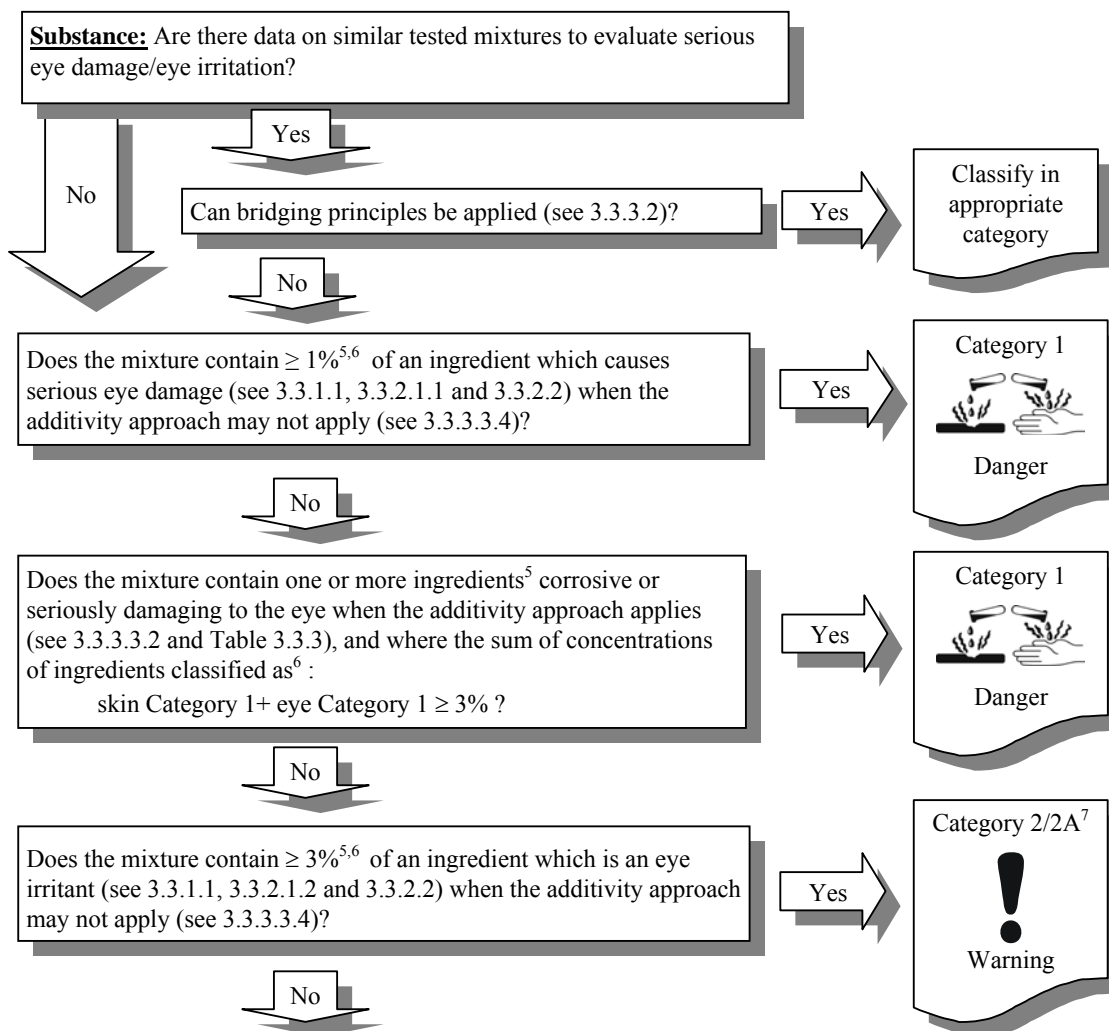 Substance: Are there data on similar tested mixtures to evaluate serious
eye damage/eye irritation?
Yes
No
Can bridging principles be applied (see 3.3.3.2)?
Yes
Classify in
appropriate
category
No
Does the mixture contain ≥ 1%⁵,⁶ of an ingredient which causes
serious eye damage (see 3.3.1.1, 3.3.2.1.1 and 3.3.2.2) when the
additivity approach may not apply (see 3.3.3.3.4)?
Yes
Category 1
Danger
No
Does the mixture contain one or more ingredients⁵ corrosive or
seriously damaging to the eye when the additivity approach applies
(see 3.3.3.3.2 and Table 3.3.3), and where the sum of concentrations
of ingredients classified as⁶ :
skin Category 1+ eye Category 1 ≥ 3% ?
Yes
Category 1
Danger
No
Does the mixture contain ≥ 3%⁵,⁶ of an ingredient which is an eye
irritant (see 3.3.1.1, 3.3.2.1.2 and 3.3.2.2) when the additivity approach
may not apply (see 3.3.3.3.4)?
Yes
Category 2/2A⁷
Warning
No